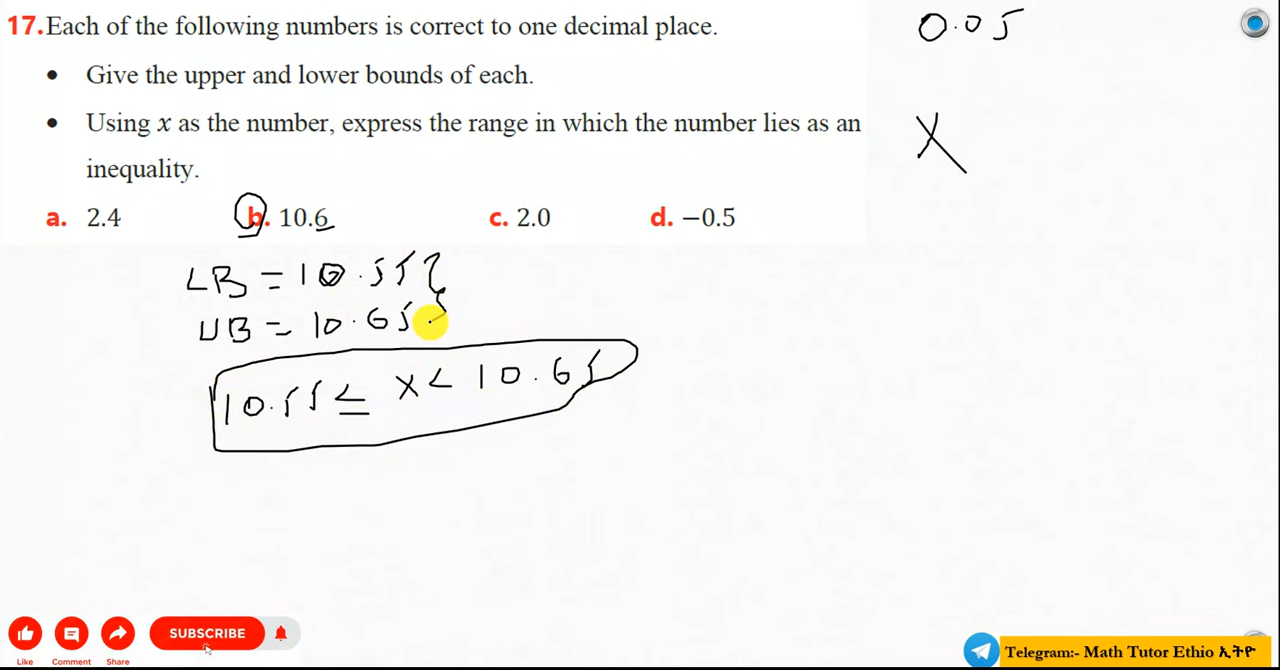 17. Each of the following numbers is correct to one decimal place.
• Give the upper and lower bounds of each.
• Using x as the number, express the range in which the number lies as an
inequality.
a. 2.4 b. 10.6 c. 2.0 d. −0.5
0.05
X
LB = 10.55
UB = 10.65
10.55 ≤ x < 10.65
SUBSCRIBE
Like Comment Share
Telegram:- Math Tutor Ethio ኢትዮ